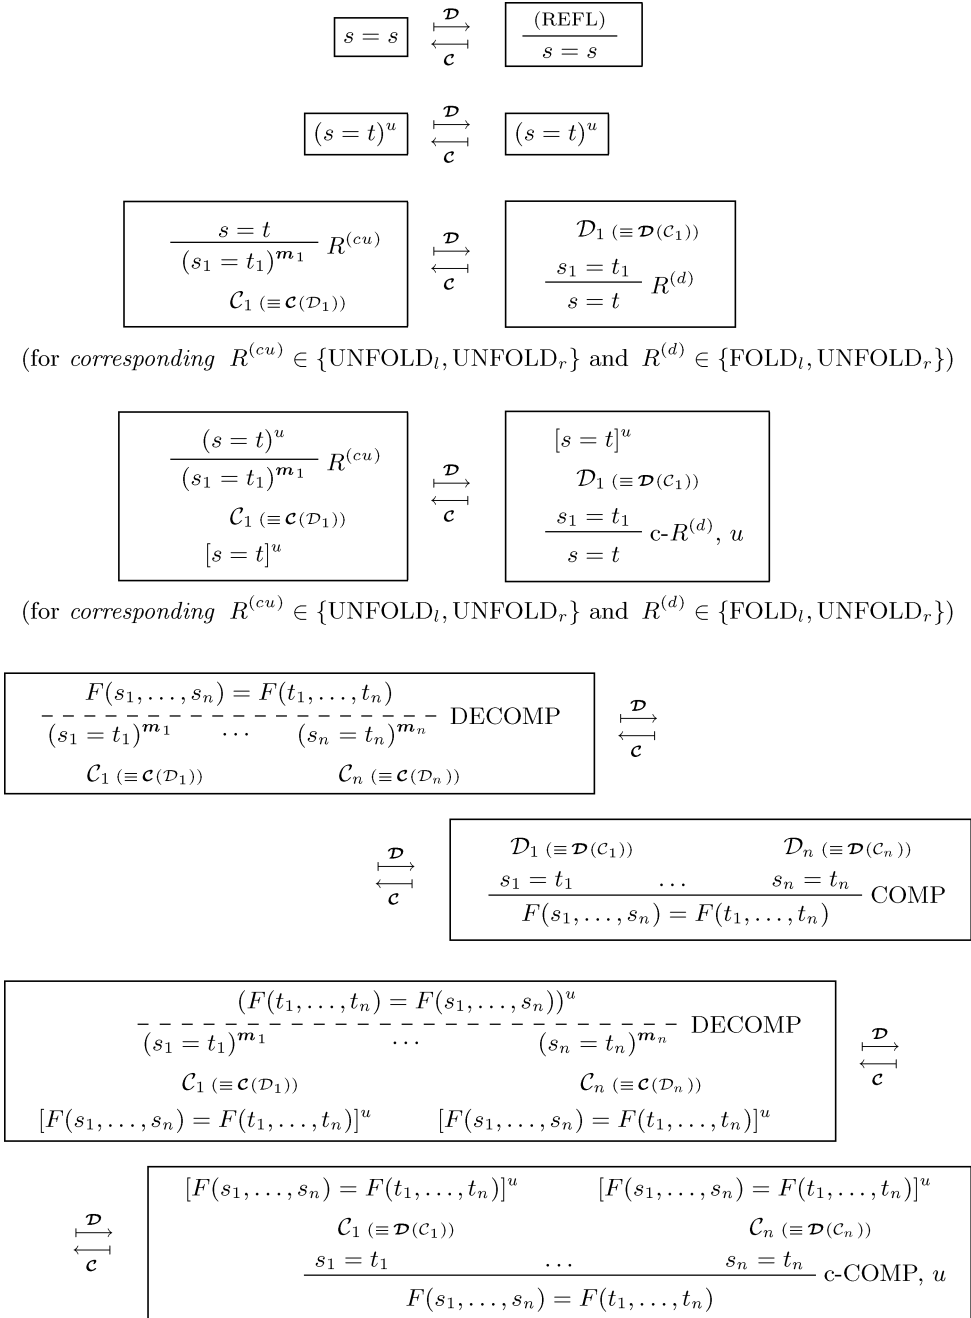 s = s ⟼𝓓 ⟻𝓒 (REFL)
s = s
(s = t)^u ⟼𝓓 ⟻𝓒 (s = t)^u
s = t
(s_1 = t_1)^{m_1} R^{(cu)}
𝒞_1 (≡ 𝓒(𝒟_1))
⟼𝓓 ⟻𝓒
𝒟_1 (≡ 𝓓(𝒞_1))
s_1 = t_1
s = t R^{(d)}
(for corresponding R^{(cu)} ∈ {UNFOLD_l, UNFOLD_r} and R^{(d)} ∈ {FOLD_l, UNFOLD_r})
(s = t)^u
(s_1 = t_1)^{m_1} R^{(cu)}
𝒞_1 (≡ 𝓒(𝒟_1))
[s = t]^u
⟼𝓓 ⟻𝓒
[s = t]^u
𝒟_1 (≡ 𝓓(𝒞_1))
s_1 = t_1
s = t c-R^{(d)}, u
(for corresponding R^{(cu)} ∈ {UNFOLD_l, UNFOLD_r} and R^{(d)} ∈ {FOLD_l, UNFOLD_r})
F(s_1, . . . , s_n) = F(t_1, . . . , t_n)
DECOMP
(s_1 = t_1)^{m_1} . . . (s_n = t_n)^{m_n}
𝒞_1 (≡ 𝓒(𝒟_1)) 𝒞_n (≡ 𝓒(𝒟_n))
⟼𝓓 ⟻𝓒
⟼𝓓 ⟻𝓒
𝒟_1 (≡ 𝓓(𝒞_1)) 𝒟_n (≡ 𝓓(𝒞_n))
s_1 = t_1 . . . s_n = t_n
COMP
F(s_1, . . . , s_n) = F(t_1, . . . , t_n)
(F(t_1, . . . , t_n) = F(s_1, . . . , s_n))^u
DECOMP
(s_1 = t_1)^{m_1} . . . (s_n = t_n)^{m_n}
𝒞_1 (≡ 𝓒(𝒟_1)) 𝒞_n (≡ 𝓒(𝒟_n))
[F(s_1, . . . , s_n) = F(t_1, . . . , t_n)]^u [F(s_1, . . . , s_n) = F(t_1, . . . , t_n)]^u
⟼𝓓 ⟻𝓒
⟼𝓓 ⟻𝓒
[F(s_1, . . . , s_n) = F(t_1, . . . , t_n)]^u [F(s_1, . . . , s_n) = F(t_1, . . . , t_n)]^u
𝒞_1 (≡ 𝓓(𝒞_1)) 𝒞_n (≡ 𝓓(𝒞_n))
s_1 = t_1 . . . s_n = t_n
c-COMP, u
F(s_1, . . . , s_n) = F(t_1, . . . , t_n)